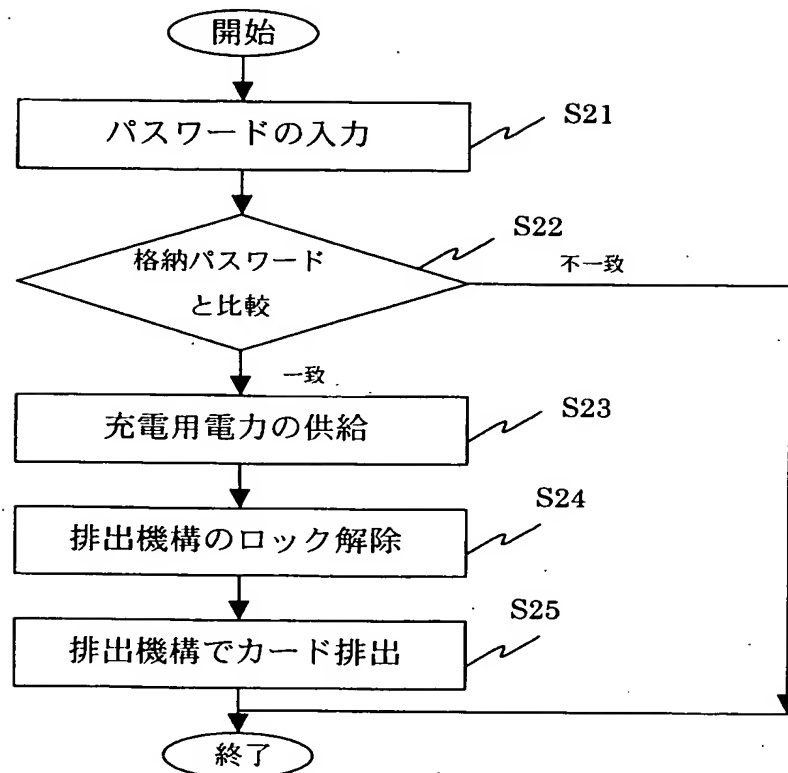 開始
パスワードの入力
S21
格納パスワード
と比較
S22
不一致
一致
充電用電力の供給
S23
排出機構のロック解除
S24
排出機構でカード排出
S25
終了